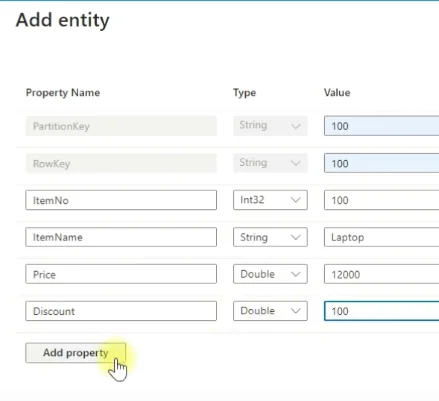 Add entity
Property Name Type Value
PartitionKey String 100
RowKey String 100
ItemNo Int32 100
ItemName String Laptop
Price Double 12000
Discount Double 100
Add property